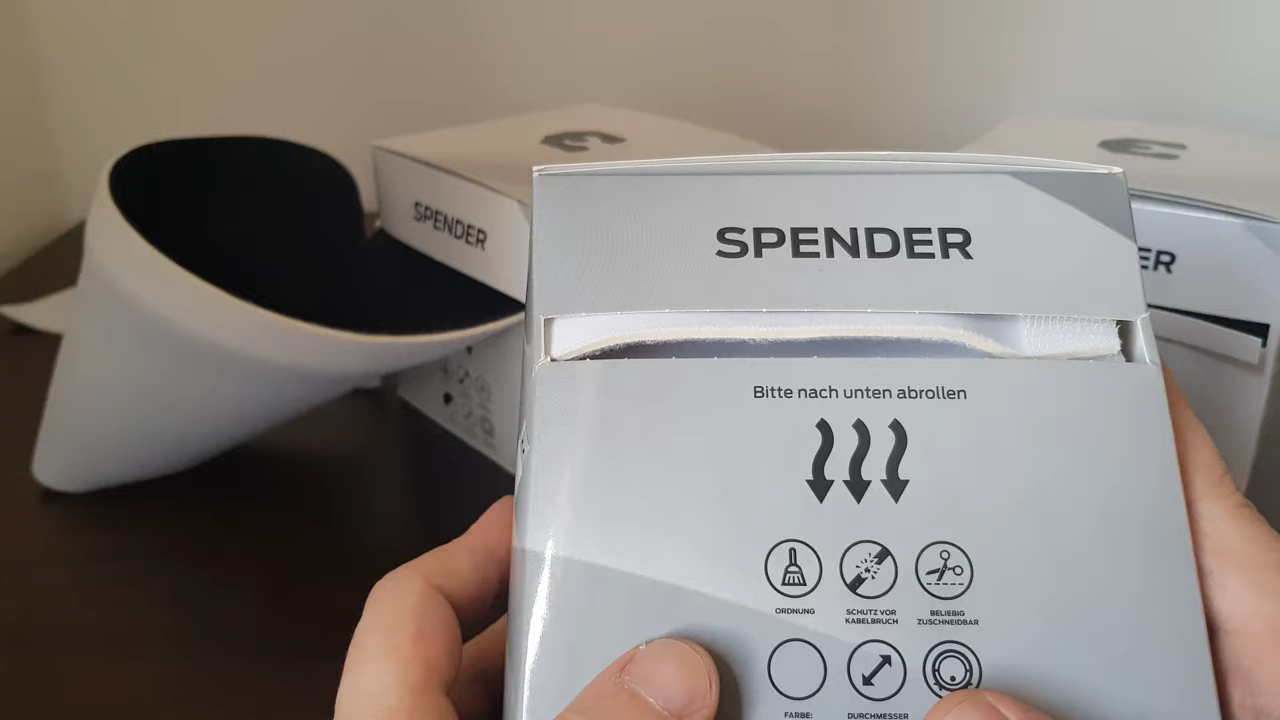 SPENDER
SPENDER
ER
Bitte nach unten abrollen
ORDNUNG
SCHUTZ VOR
KABELBRUCH
BELIEBIG
ZUSCHNEIDBAR
FARBE:
DURCHMESSER